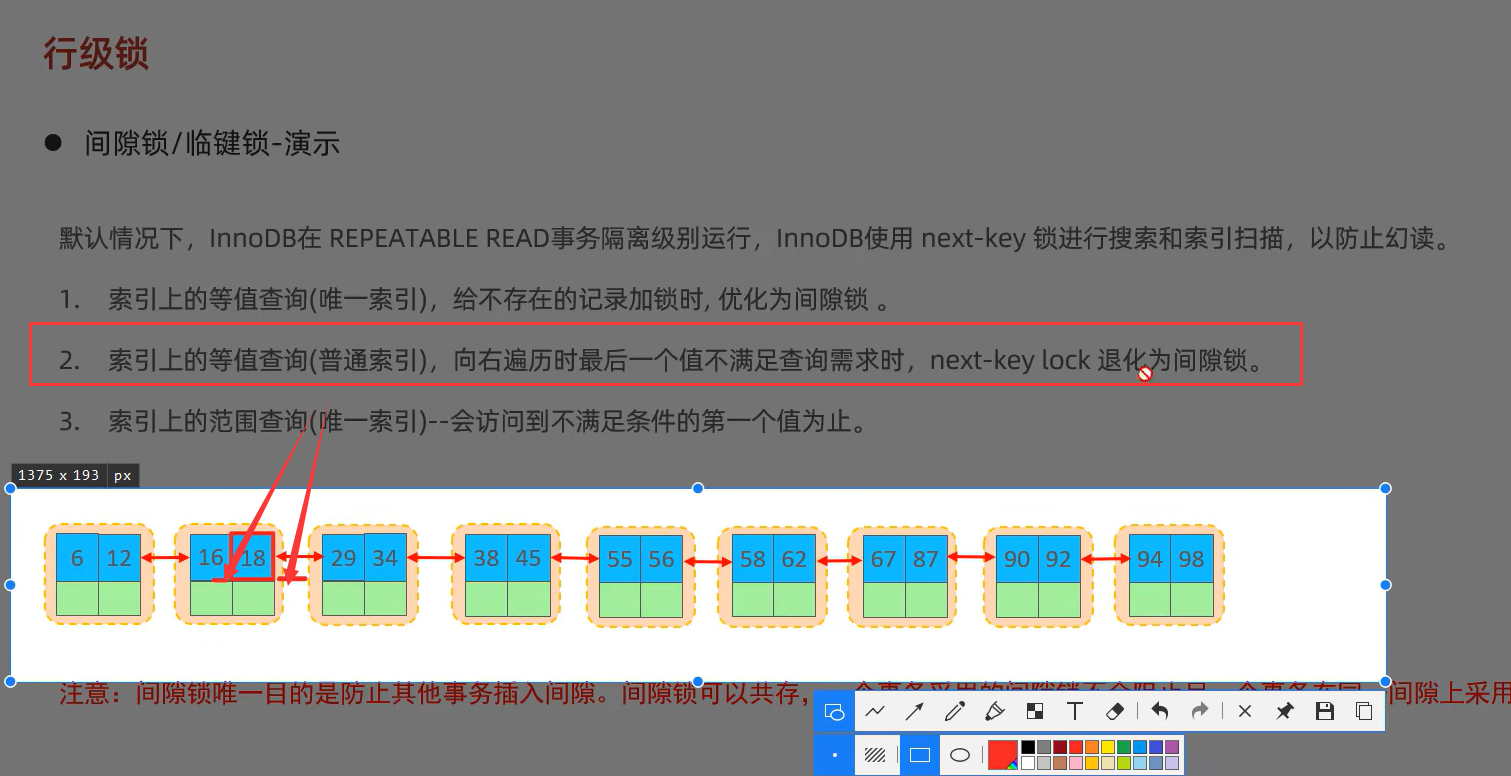 行级锁
● 间隙锁/临键锁-演示
默认情况下，InnoDB在 REPEATABLE READ事务隔离级别运行，InnoDB使用 next-key 锁进行搜索和索引扫描，以防止幻读。
1. 索引上的等值查询(唯一索引)，给不存在的记录加锁时, 优化为间隙锁 。
2. 索引上的等值查询(普通索引)，向右遍历时最后一个值不满足查询需求时，next-key lock 退化为间隙锁。
3. 索引上的范围查询(唯一索引)--会访问到不满足条件的第一个值为止。
1375 x 193 px
6 12 16 18 29 34 38 45 55 56 58 62 67 87 90 92 94 98
注意：间隙锁唯一目的是防止其他事务插入间隙。间隙锁可以共存，间隙上采用